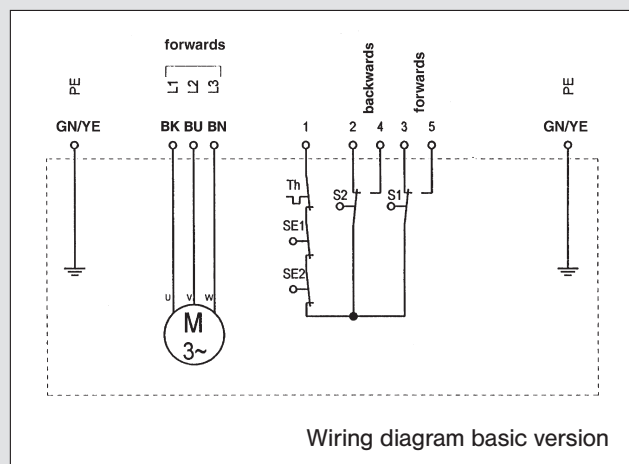 forwards
PE
L1 L2 L3
backwards
forwards
PE
GN/YE
BK BU BN
1 2 4 3 5
GN/YE
Th
S2 S1
SE1
SE2
U V W
M
3~
Wiring diagram basic version